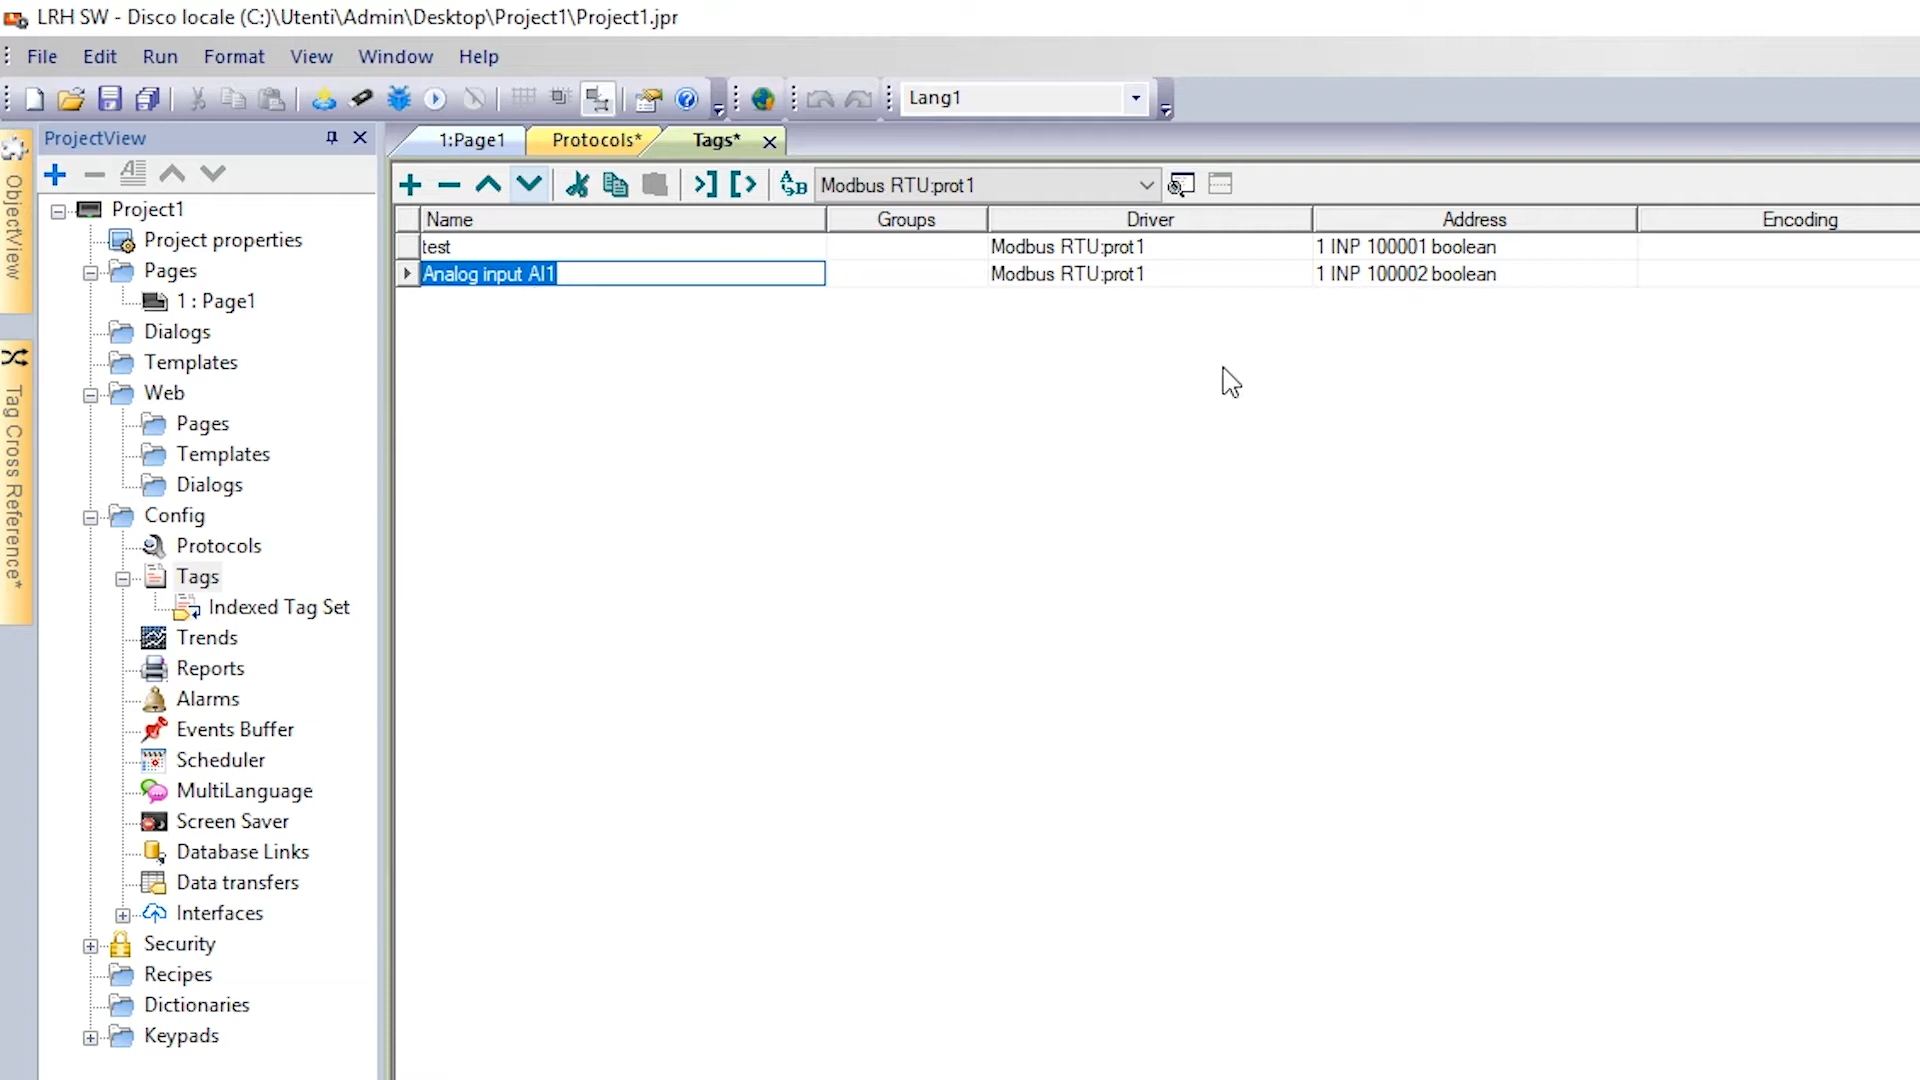 LRH SW - Disco locale (C:)\Utenti\Admin\Desktop\Project1\Project1.jpr
File Edit Run Format View Window Help
Lang1
ProjectView
1:Page1 Protocols* Tags*
Modbus RTU:prot1
Name Groups Driver Address Encoding
test Modbus RTU:prot1 1 INP 100001 boolean
Analog input AI1 Modbus RTU:prot1 1 INP 100002 boolean
ObjectView
Tag Cross Reference*
Project1
Project properties
Pages
1 : Page1
Dialogs
Templates
Web
Pages
Templates
Dialogs
Config
Protocols
Tags
Indexed Tag Set
Trends
Reports
Alarms
Events Buffer
Scheduler
MultiLanguage
Screen Saver
Database Links
Data transfers
Interfaces
Security
Recipes
Dictionaries
Keypads